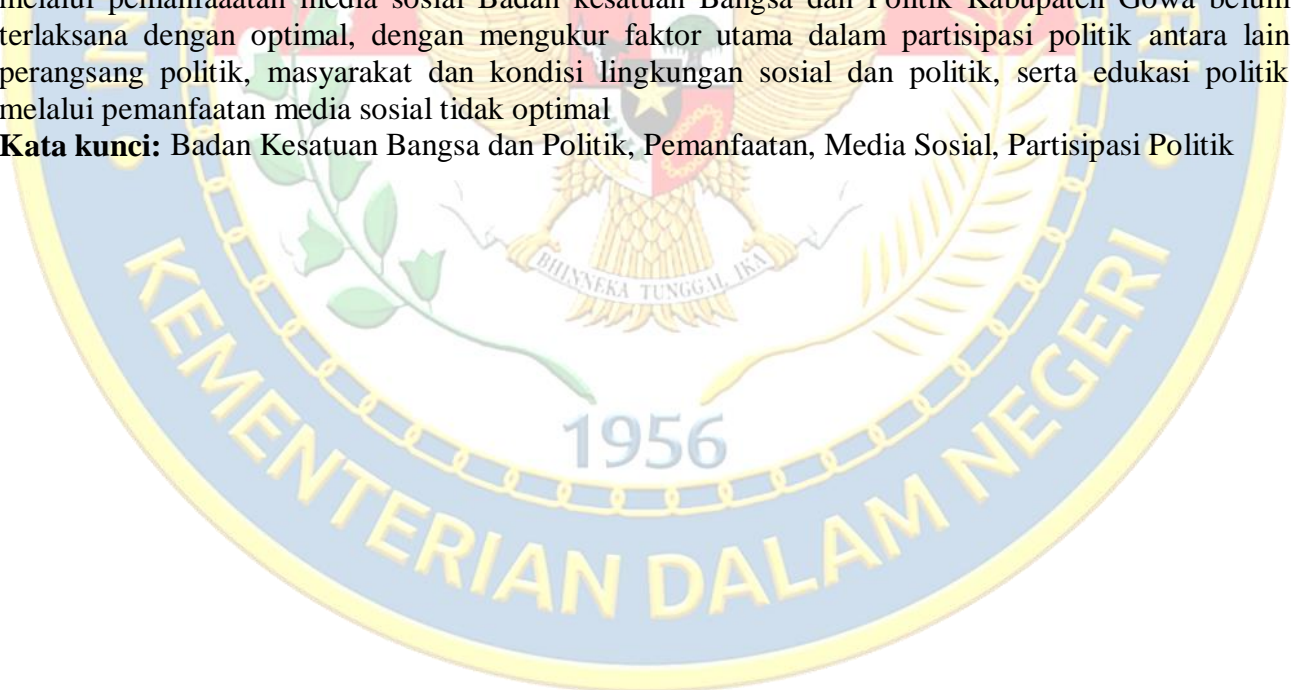 melalui pemanfaaatan media sosial Badan kesatuan Bangsa dan Politik Kabupaten Gowa belum
terlaksana dengan optimal, dengan mengukur faktor utama dalam partisipasi politik antara lain
perangsang politik, masyarakat dan kondisi lingkungan sosial dan politik, serta edukasi politik
melalui pemanfaatan media sosial tidak optimal
Kata kunci: Badan Kesatuan Bangsa dan Politik, Pemanfaatan, Media Sosial, Partisipasi Politik
BHINNEKA TUNGGAL IKA
1956
KEMENTERIAN DALAM NEGERI